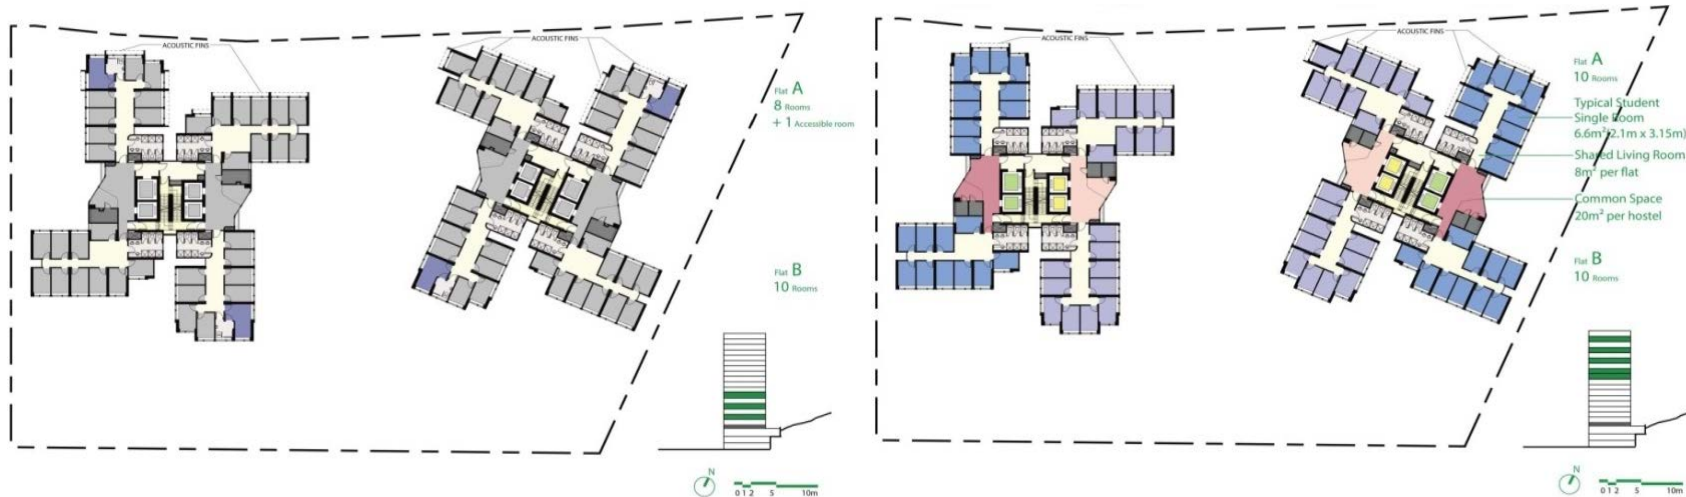 ACOUSTIC FINS
ACOUSTIC FINS
Flat A
8 Rooms
+ 1 Accessible room
Flat B
10 Rooms
N
0 1 2 5 10m
ACOUSTIC FINS
ACOUSTIC FINS
Flat A
10 Rooms
Typical Student
Single Room
6.6m² (2.1m x 3.15m)
Shared Living Room
8m² per flat
Common Space
20m² per hostel
Flat B
10 Rooms
N
0 1 2 5 10m